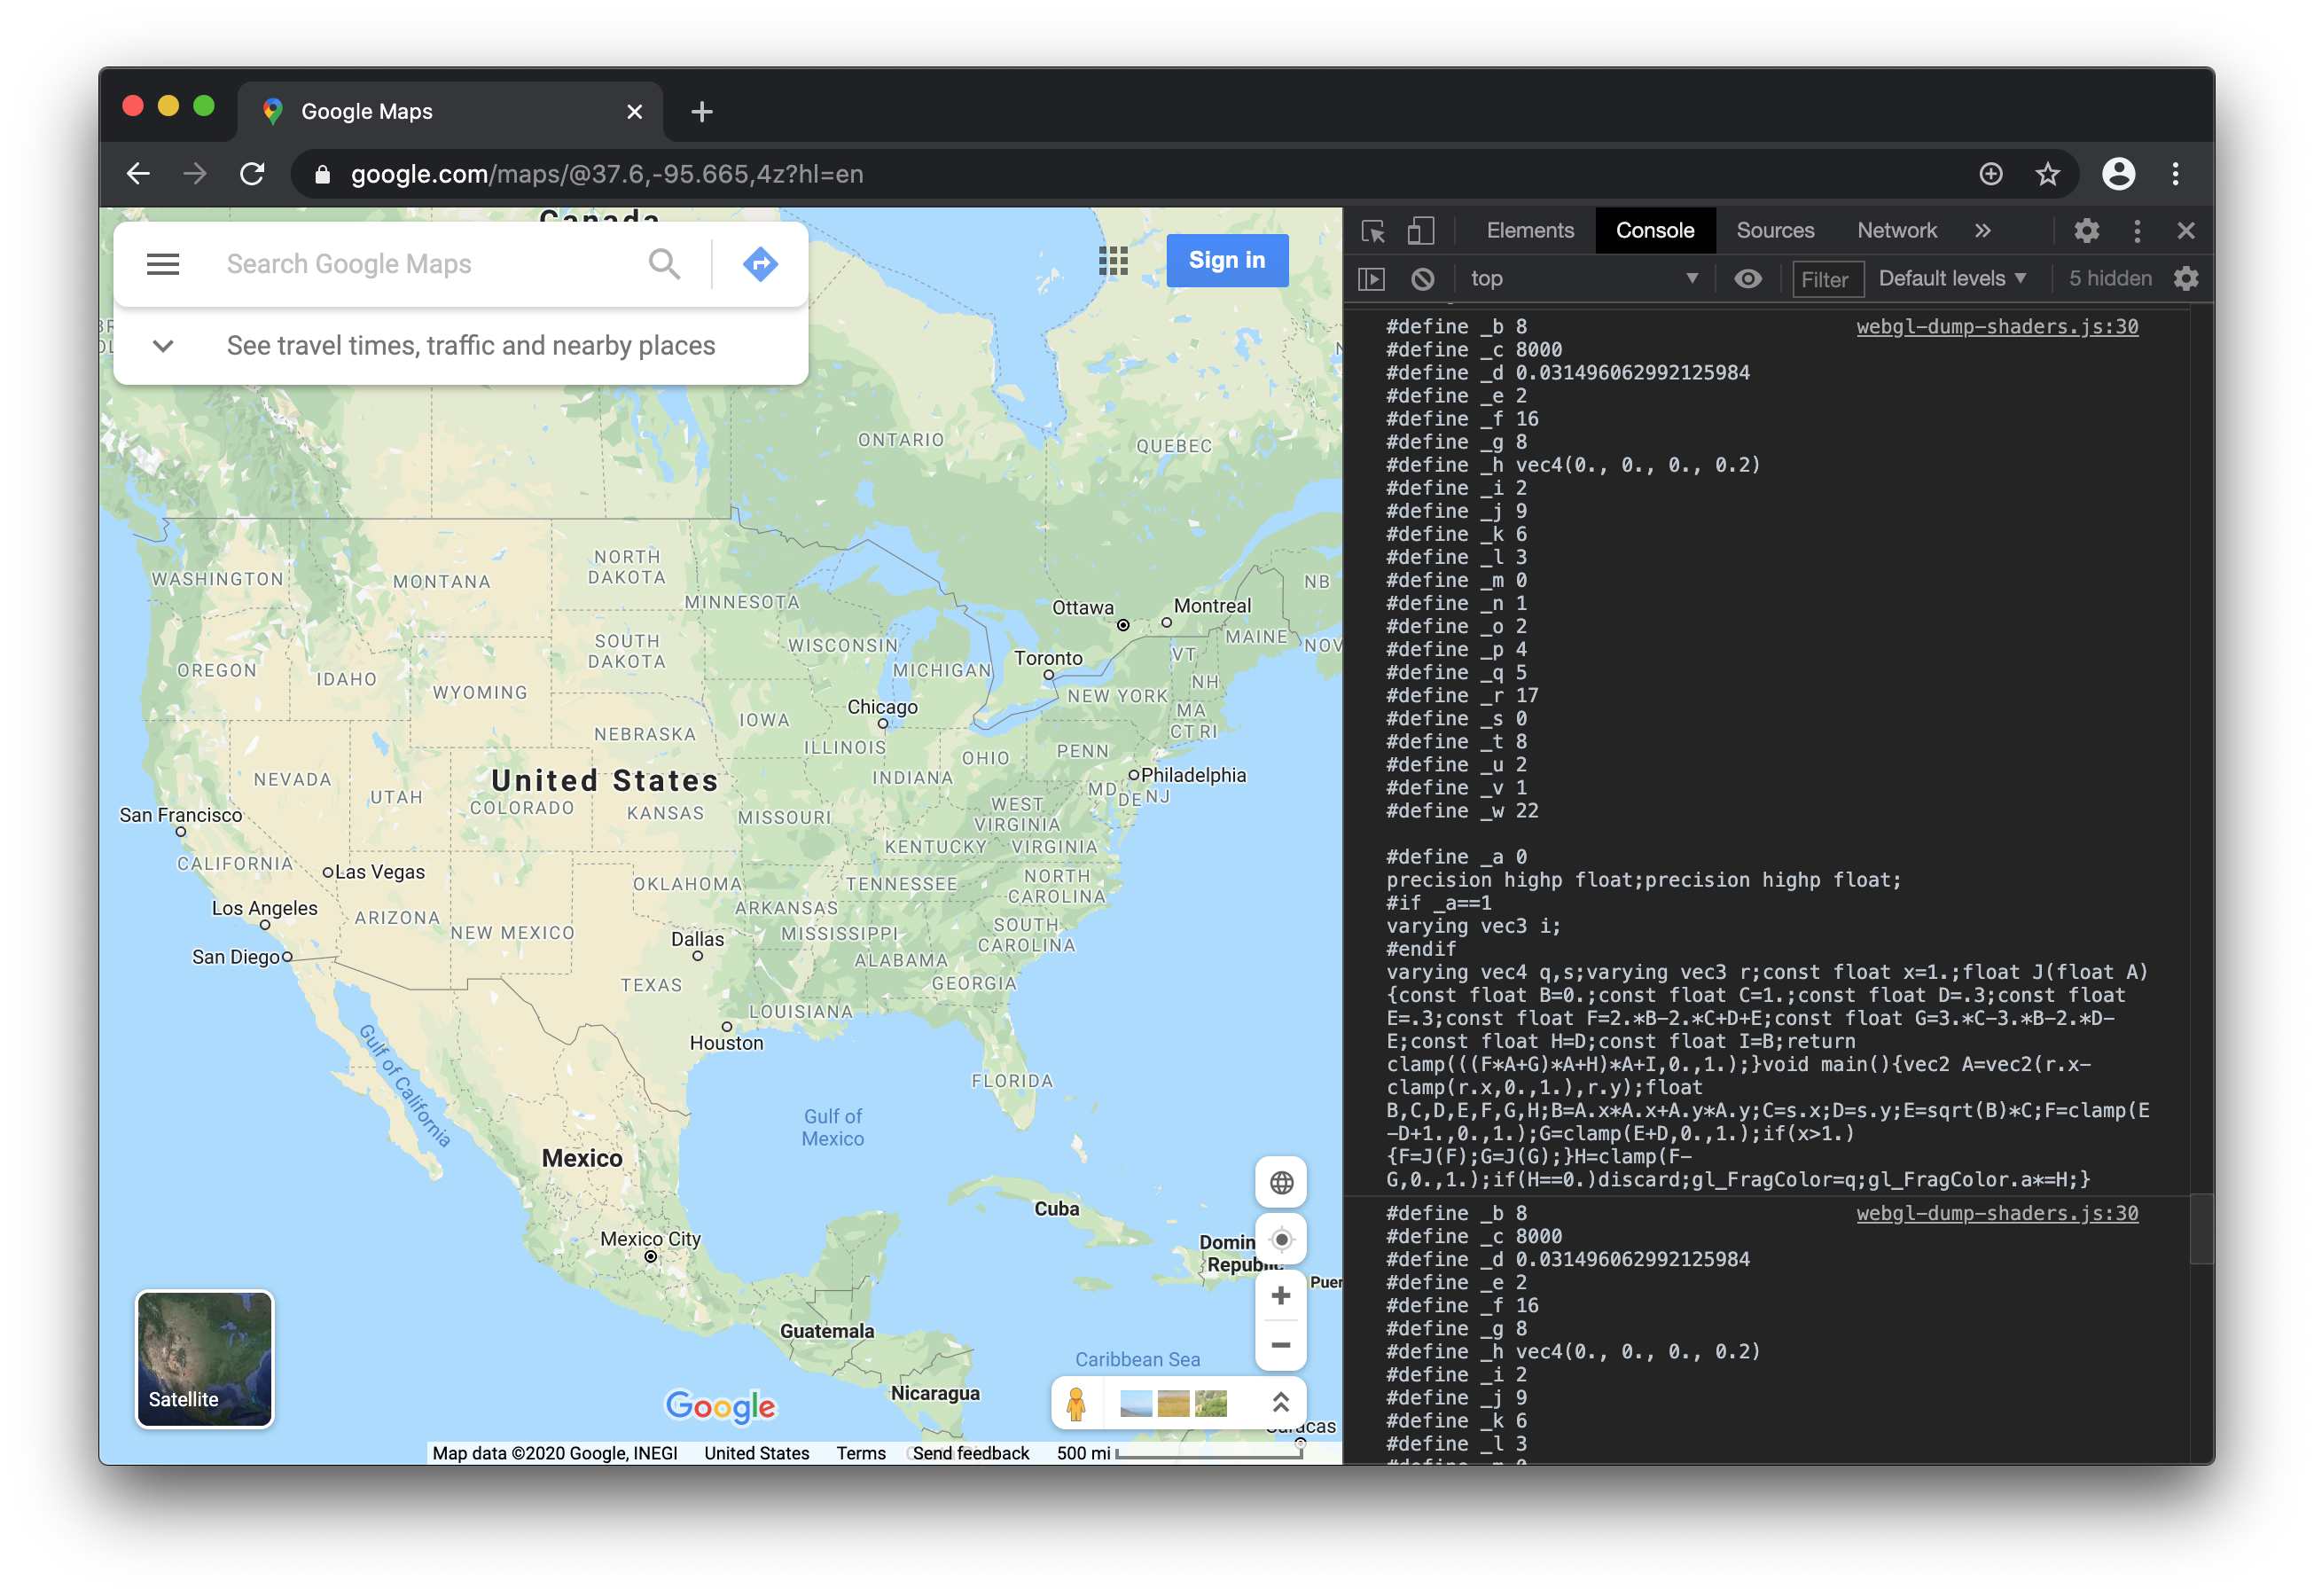 Google Maps
google.com/maps/@37.6,-95.665,4z?hl=en
Canada
Search Google Maps
Sign in
See travel times, traffic and nearby places
ONTARIO
QUEBEC
WASHINGTON
MONTANA
NORTH
DAKOTA
MINNESOTA
NB
Ottawa
Montreal
OREGON
IDAHO
WYOMING
SOUTH
DAKOTA
WISCONSIN
MICHIGAN
Toronto
VT
MAINE
NOV
NH
NEW YORK
MA
CT RI
Chicago
IOWA
NEBRASKA
ILLINOIS
OHIO
PENN
NEVADA
UTAH
United States
COLORADO
KANSAS
MISSOURI
INDIANA
Philadelphia
MD
DE
NJ
WEST
VIRGINIA
San Francisco
CALIFORNIA
Las Vegas
KENTUCKY
VIRGINIA
Los Angeles
ARIZONA
NEW MEXICO
OKLAHOMA
ARKANSAS
TENNESSEE
NORTH
CAROLINA
San Diego
Dallas
MISSISSIPPI
SOUTH
CAROLINA
ALABAMA
TEXAS
GEORGIA
LOUISIANA
Houston
Gulf of California
FLORIDA
Gulf of
Mexico
Mexico
Mexico City
Cuba
Domin
Republic
Puer
Guatemala
Caribbean Sea
Nicaragua
Satellite
Google
Map data ©2020 Google, INEGI
United States
Terms
Send feedback
500 mi
Elements
Console
Sources
Network
top
Filter
Default levels
5 hidden
#define _b 8
webgl-dump-shaders.js:30
#define _c 8000
#define _d 0.031496062992125984
#define _e 2
#define _f 16
#define _g 8
#define _h vec4(0., 0., 0., 0.2)
#define _i 2
#define _j 9
#define _k 6
#define _l 3
#define _m 0
#define _n 1
#define _o 2
#define _p 4
#define _q 5
#define _r 17
#define _s 0
#define _t 8
#define _u 2
#define _v 1
#define _w 22
#define _a 0
precision highp float;precision highp float;
#if _a==1
varying vec3 i;
#endif
varying vec4 q,s;varying vec3 r;const float x=1.;float J(float A)
{const float B=0.;const float C=1.;const float D=.3;const float
E=.3;const float F=2.*B-2.*C+D+E;const float G=3.*C-3.*B-2.*D-
E;const float H=D;const float I=B;return
clamp(((F*A+G)*A+H)*A+I,0.,1.);}void main(){vec2 A=vec2(r.x-
clamp(r.x,0.,1.),r.y);float
B,C,D,E,F,G,H;B=A.x*A.x+A.y*A.y;C=s.x;D=s.y;E=sqrt(B)*C;F=clamp(E
-D+1.,0.,1.);G=clamp(E+D,0.,1.);if(x>1.)
{F=J(F);G=J(G);}H=clamp(F-
G,0.,1.);if(H==0.)discard;gl_FragColor=q;gl_FragColor.a*=H;}
#define _b 8
webgl-dump-shaders.js:30
#define _c 8000
#define _d 0.031496062992125984
#define _e 2
#define _f 16
#define _g 8
#define _h vec4(0., 0., 0., 0.2)
#define _i 2
#define _j 9
#define _k 6
#define _l 3